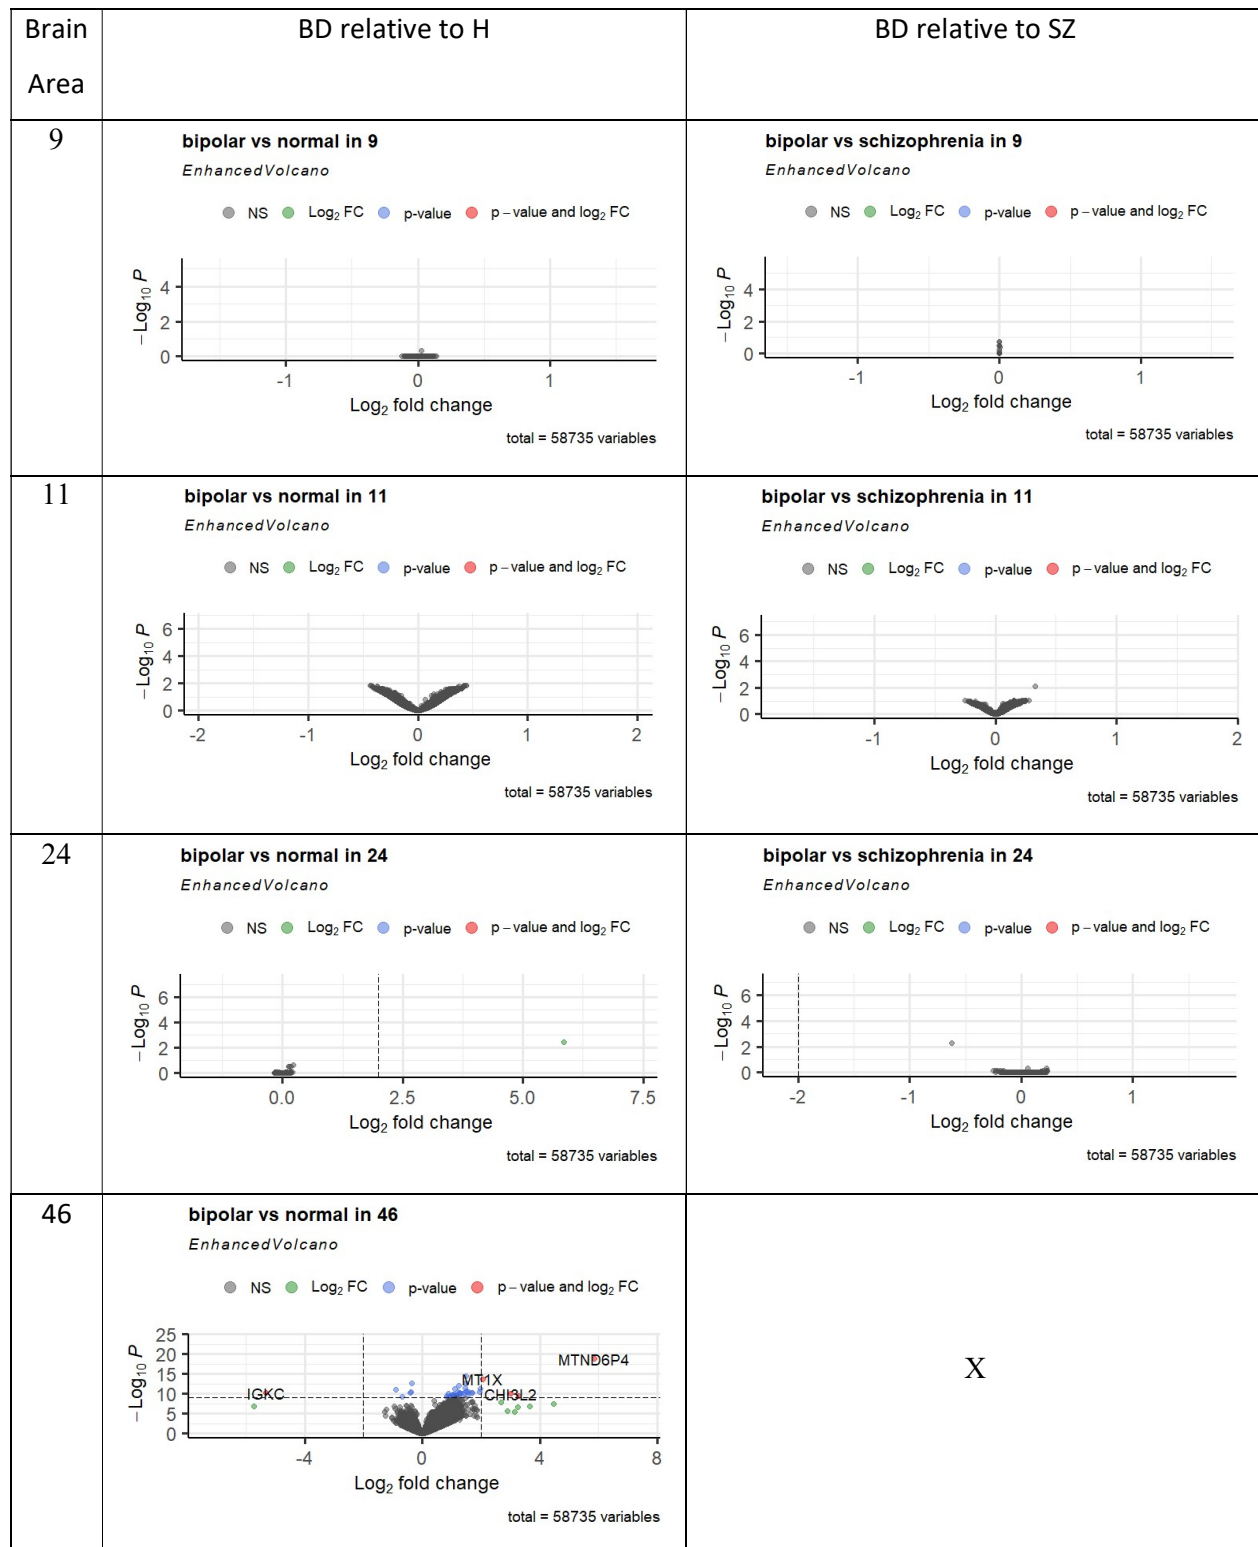 Brain Area
BD relative to H
BD relative to SZ
9
bipolar vs normal in 9
EnhancedVolcano
NS Log2 FC p-value p – value and log2 FC
−Log10 P
4
2
0
-1 0 1
Log2 fold change
total = 58735 variables
bipolar vs schizophrenia in 9
EnhancedVolcano
NS Log2 FC p-value p – value and log2 FC
−Log10 P
4
2
0
-1 0 1
Log2 fold change
total = 58735 variables
11
bipolar vs normal in 11
EnhancedVolcano
NS Log2 FC p-value p – value and log2 FC
−Log10 P
6
4
2
0
-2 -1 0 1 2
Log2 fold change
total = 58735 variables
bipolar vs schizophrenia in 11
EnhancedVolcano
NS Log2 FC p-value p – value and log2 FC
−Log10 P
6
4
2
0
-1 0 1 2
Log2 fold change
total = 58735 variables
24
bipolar vs normal in 24
EnhancedVolcano
NS Log2 FC p-value p – value and log2 FC
−Log10 P
6
4
2
0
0.0 2.5 5.0 7.5
Log2 fold change
total = 58735 variables
bipolar vs schizophrenia in 24
EnhancedVolcano
NS Log2 FC p-value p – value and log2 FC
−Log10 P
6
4
2
0
-2 -1 0 1
Log2 fold change
total = 58735 variables
46
bipolar vs normal in 46
EnhancedVolcano
NS Log2 FC p-value p – value and log2 FC
−Log10 P
25
20
15
10
5
0
MTND6P4
MT1X
IGKC
CHI3L2
-4 0 4 8
Log2 fold change
total = 58735 variables
X